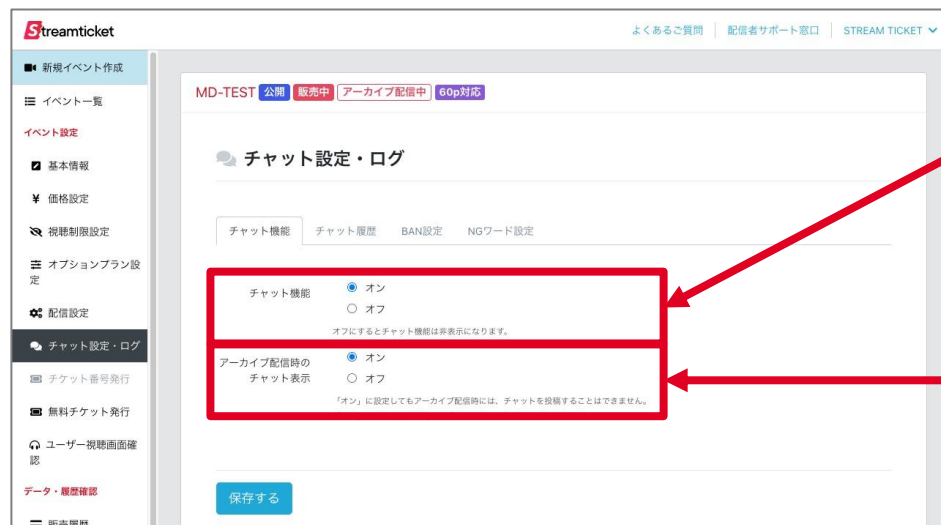 Streamticket
よくあるご質問 配信者サポート窓口 STREAM TICKET
新規イベント作成
イベント一覧
イベント設定
基本情報
¥ 価格設定
視聴制限設定
オプションプラン設
定
配信設定
チャット設定・ログ
チケット番号発行
無料チケット発行
ユーザー視聴画面確
認
データ・履歴確認
販売履歴
MD-TEST 公開 販売中 アーカイブ配信中 60p対応
チャット設定・ログ
チャット機能 チャット履歴 BAN設定 NGワード設定
チャット機能
オン
オフ
オフにするとチャット機能は非表示になります。
アーカイブ配信時の
チャット表示
オン
オフ
「オン」に設定してもアーカイブ配信時には、チャットを投稿することはできません。
保存する